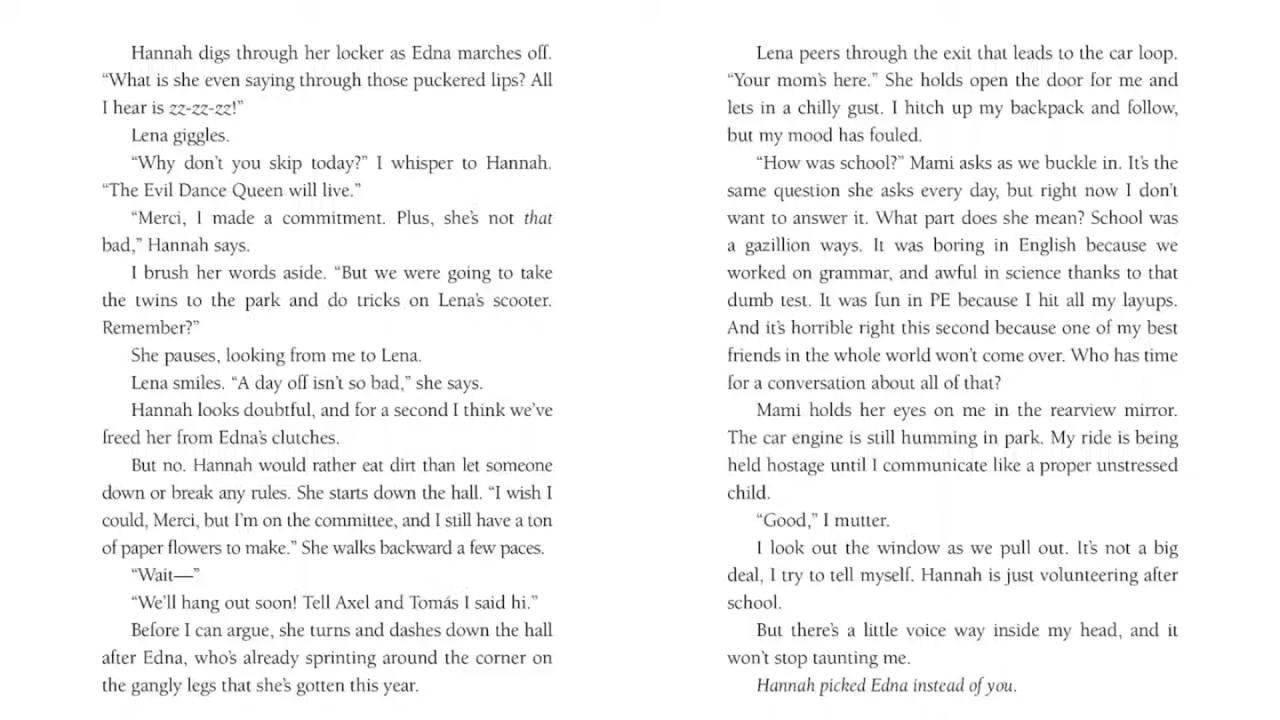 Hannah digs through her locker as Edna marches off.
“What is she even saying through those puckered lips? All
I hear is zz-zz-zz!”
Lena giggles.
“Why don’t you skip today?” I whisper to Hannah.
“The Evil Dance Queen will live.”
“Merci, I made a commitment. Plus, she’s not that
bad,” Hannah says.
I brush her words aside. “But we were going to take
the twins to the park and do tricks on Lena’s scooter.
Remember?”
She pauses, looking from me to Lena.
Lena smiles. “A day off isn’t so bad,” she says.
Hannah looks doubtful, and for a second I think we’ve
freed her from Edna’s clutches.
But no. Hannah would rather eat dirt than let someone
down or break any rules. She starts down the hall. “I wish I
could, Merci, but I’m on the committee, and I still have a ton
of paper flowers to make.” She walks backward a few paces.
“Wait—”
“We’ll hang out soon! Tell Axel and Tomás I said hi.”
Before I can argue, she turns and dashes down the hall
after Edna, who’s already sprinting around the corner on
the gangly legs that she’s gotten this year.
Lena peers through the exit that leads to the car loop.
“Your mom’s here.” She holds open the door for me and
lets in a chilly gust. I hitch up my backpack and follow,
but my mood has fouled.
“How was school?” Mami asks as we buckle in. It’s the
same question she asks every day, but right now I don’t
want to answer it. What part does she mean? School was
a gazillion ways. It was boring in English because we
worked on grammar, and awful in science thanks to that
dumb test. It was fun in PE because I hit all my layups.
And it’s horrible right this second because one of my best
friends in the whole world won’t come over. Who has time
for a conversation about all of that?
Mami holds her eyes on me in the rearview mirror.
The car engine is still humming in park. My ride is being
held hostage until I communicate like a proper unstressed
child.
“Good,” I mutter.
I look out the window as we pull out. It’s not a big
deal, I try to tell myself. Hannah is just volunteering after
school.
But there’s a little voice way inside my head, and it
won’t stop taunting me.
Hannah picked Edna instead of you.